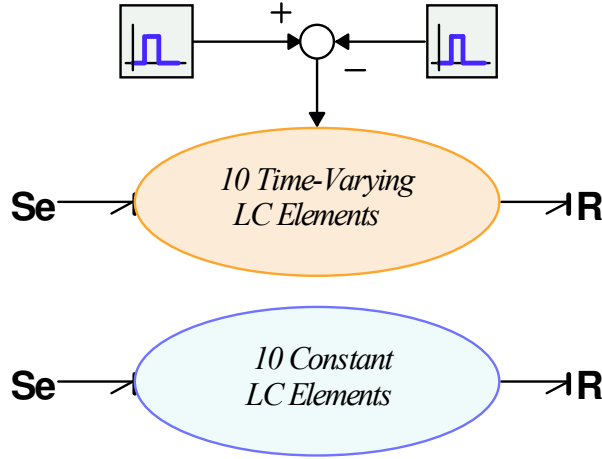 +
−
10 Time-Varying
LC Elements
Se
R
10 Constant
LC Elements
Se
R